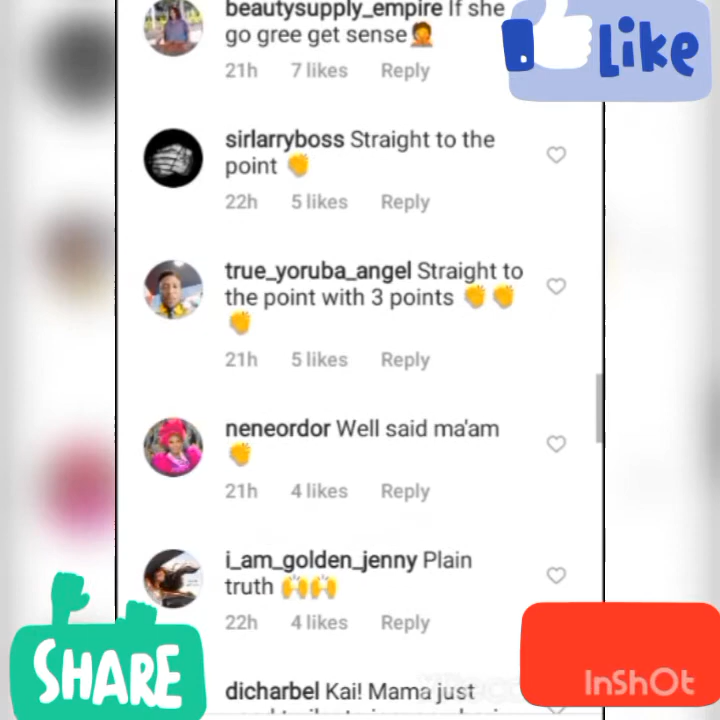 beautysupply_empire If she
go gree get sense🤦
21h 7 likes Reply
Like
sirlarryboss Straight to the
point 👏
22h 5 likes Reply
true_yoruba_angel Straight to
the point with 3 points 👏👏
👏
21h 5 likes Reply
neneordor Well said ma'am
👏
21h 4 likes Reply
i_am_golden_jenny Plain
truth 🙌🙌
22h 4 likes Reply
SHARE
InShOt
dicharbel Kai! Mama just